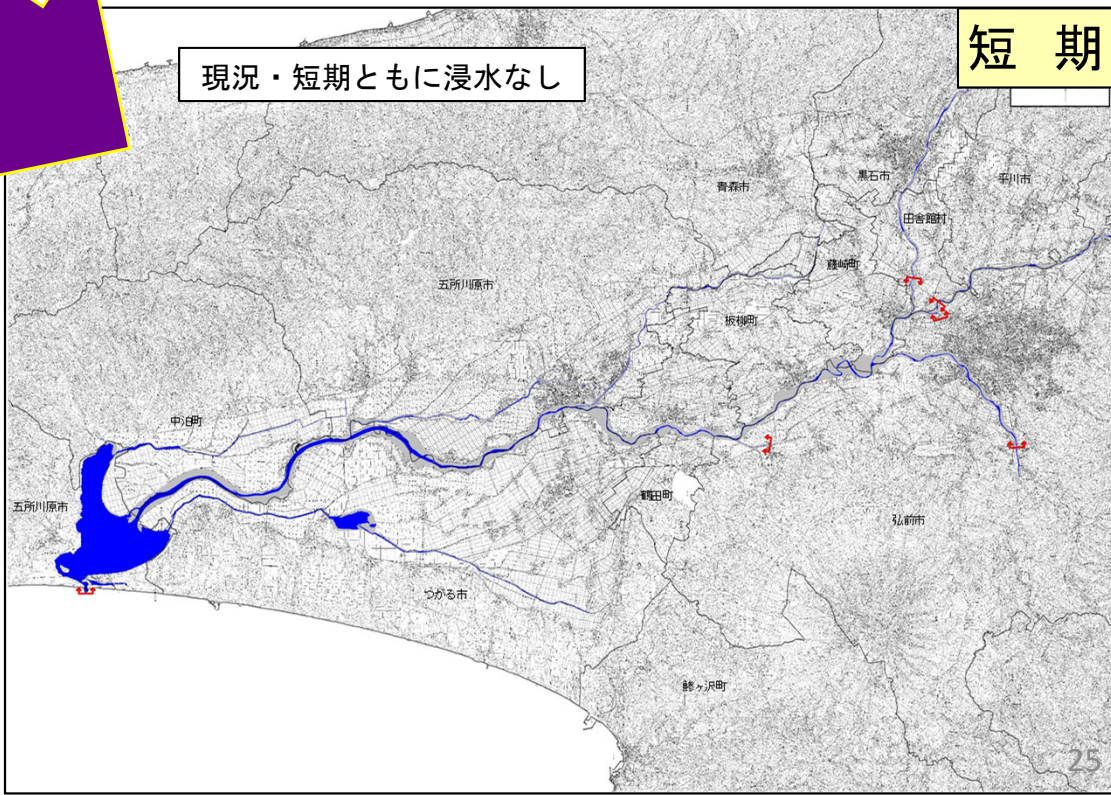 現況・短期ともに浸水なし
短　期
青森市
黒石市
平川市
田舎館村
藤崎町
五所川原市
板柳町
中泊町
五所川原市
鶴田町
弘前市
つがる市
鰺ヶ沢町
25